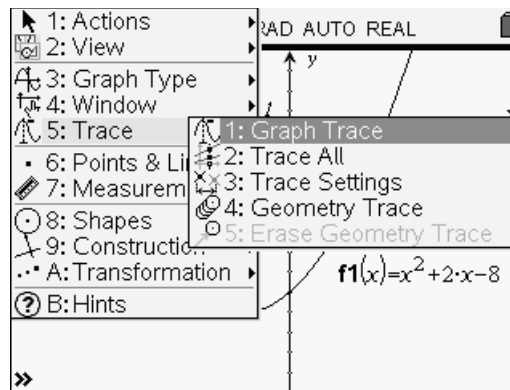 1: Actions
RAD AUTO REAL
2: View
y
3: Graph Type
4: Window
5: Trace
1: Graph Trace
2: Trace All
6: Points & Li
3: Trace Settings
7: Measurem
4: Geometry Trace
8: Shapes
5: Erase Geometry Trace
9: Construction
A: Transformation
f1(x)=x²+2·x-8
B: Hints
»